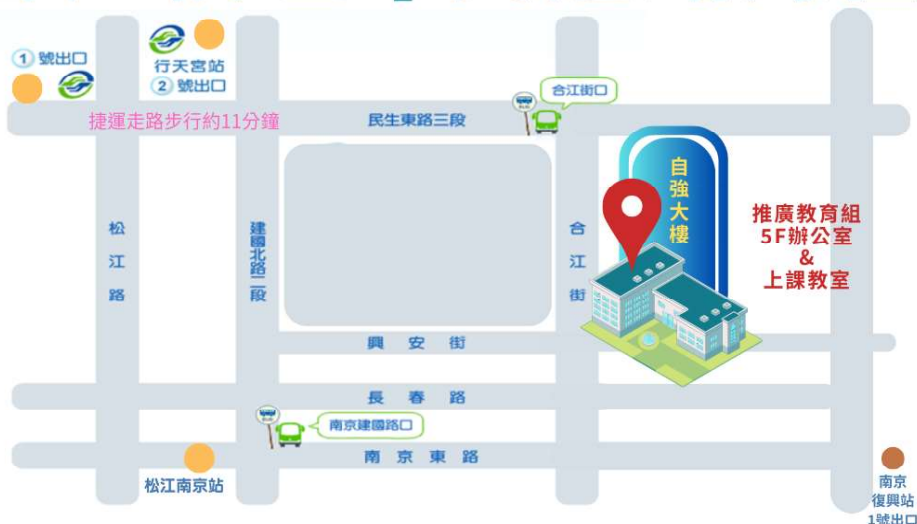 1 號出口
行天宮站
2 號出口
合江街口
捷運走路步行約11分鐘
民生東路三段
自強大樓
推廣教育組
5F辦公室
&
上課教室
松江路
建國北路二段
合江街
興安街
長春路
南京建國路口
南京東路
松江南京站
南京
復興站
1號出口